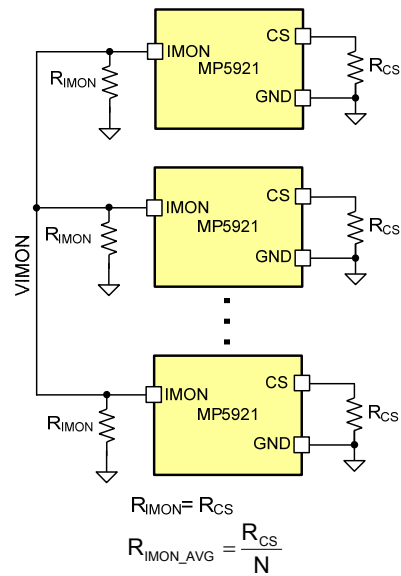 CS
IMON
MP5921
RIMON
RCS
GND
CS
IMON
MP5921
RIMON
RCS
GND
VIMON
CS
IMON
MP5921
RIMON
RCS
GND
RIMON= RCS
RIMON_AVG = RCS
N